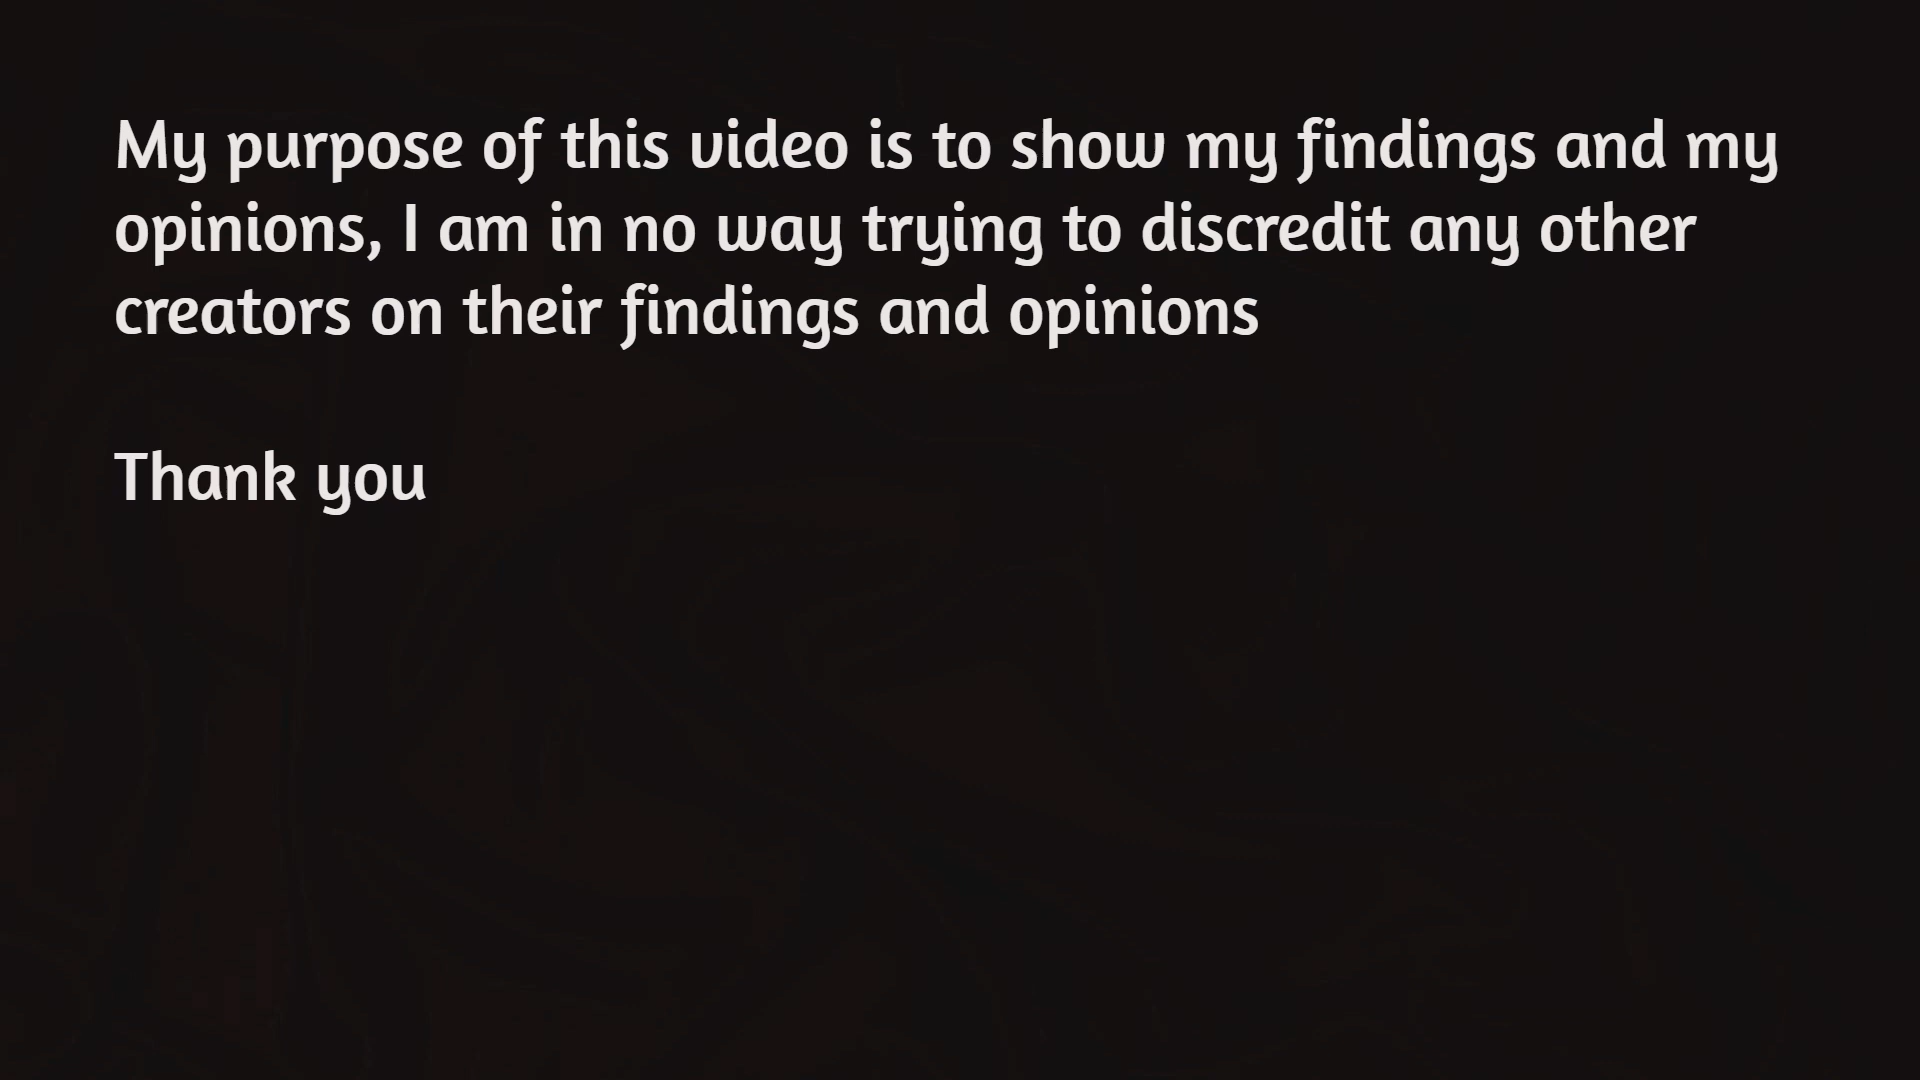 My purpose of this video is to show my findings and my
opinions, I am in no way trying to discredit any other
creators on their findings and opinions
Thank you